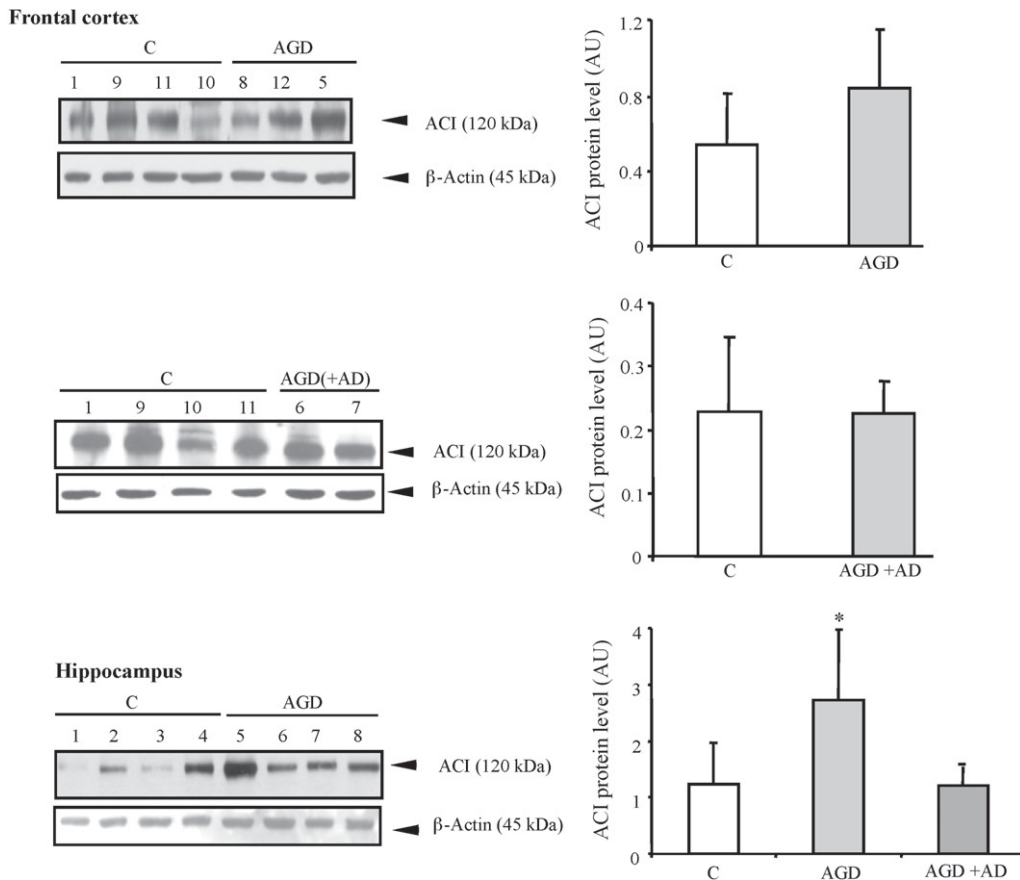 Frontal cortex
C AGD
1 9 11 10 8 12 5
ACI (120 kDa)
β-Actin (45 kDa)
ACI protein level (AU)
1.2
0.8
0.4
0
C AGD
C AGD(+AD)
1 9 10 11 6 7
ACI (120 kDa)
β-Actin (45 kDa)
ACI protein level (AU)
0.4
0.3
0.2
0.1
0
C AGD +AD
Hippocampus
C AGD
1 2 3 4 5 6 7 8
ACI (120 kDa)
β-Actin (45 kDa)
ACI protein level (AU)
4
3
2
1
0
*
C AGD AGD +AD